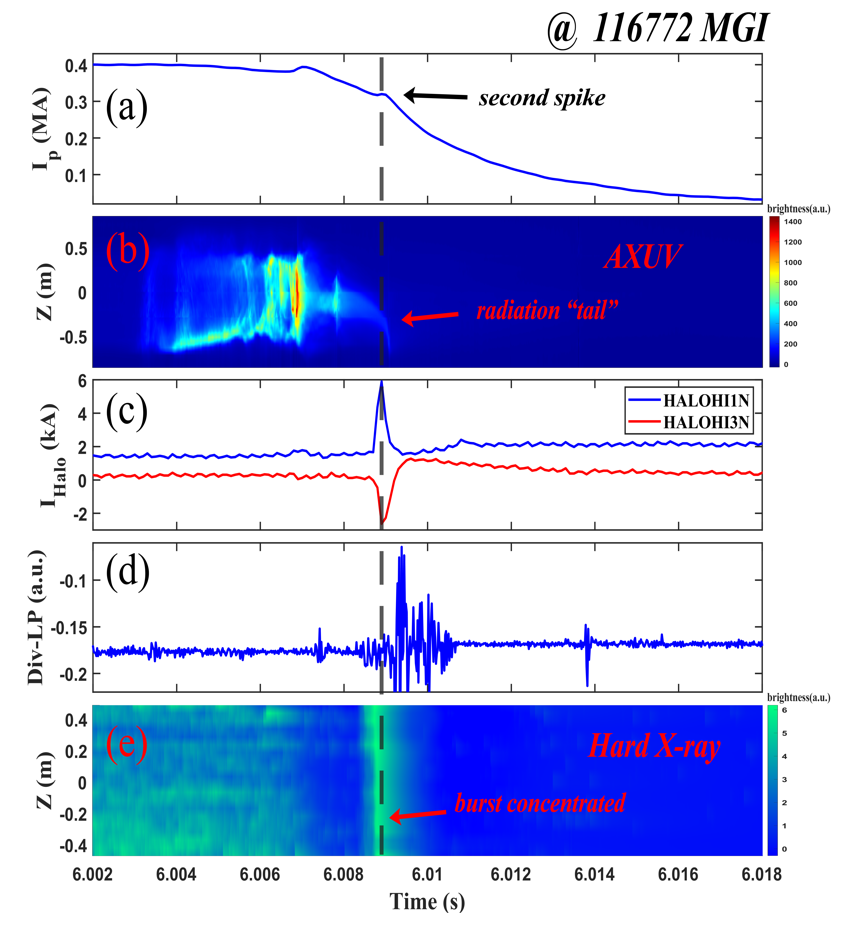 @ 116772 MGI
(a)
I_p (MA)
0.4
0.3
0.2
0.1
second spike
(b)
Z (m)
0.5
0
-0.5
AXUV
radiation “tail”
brightness(a.u.)
1400
1200
1000
800
600
400
200
0
(c)
I_Halo (kA)
6
4
2
0
-2
HALOHI1N
HALOHI3N
(d)
Div-LP (a.u.)
-0.1
-0.15
-0.2
(e)
Z (m)
0.4
0.2
0
-0.2
-0.4
Hard X-ray
burst concentrated
brightness(a.u.)
6
5
4
3
2
1
0
6.002 6.004 6.006 6.008 6.01 6.012 6.014 6.016 6.018
Time (s)